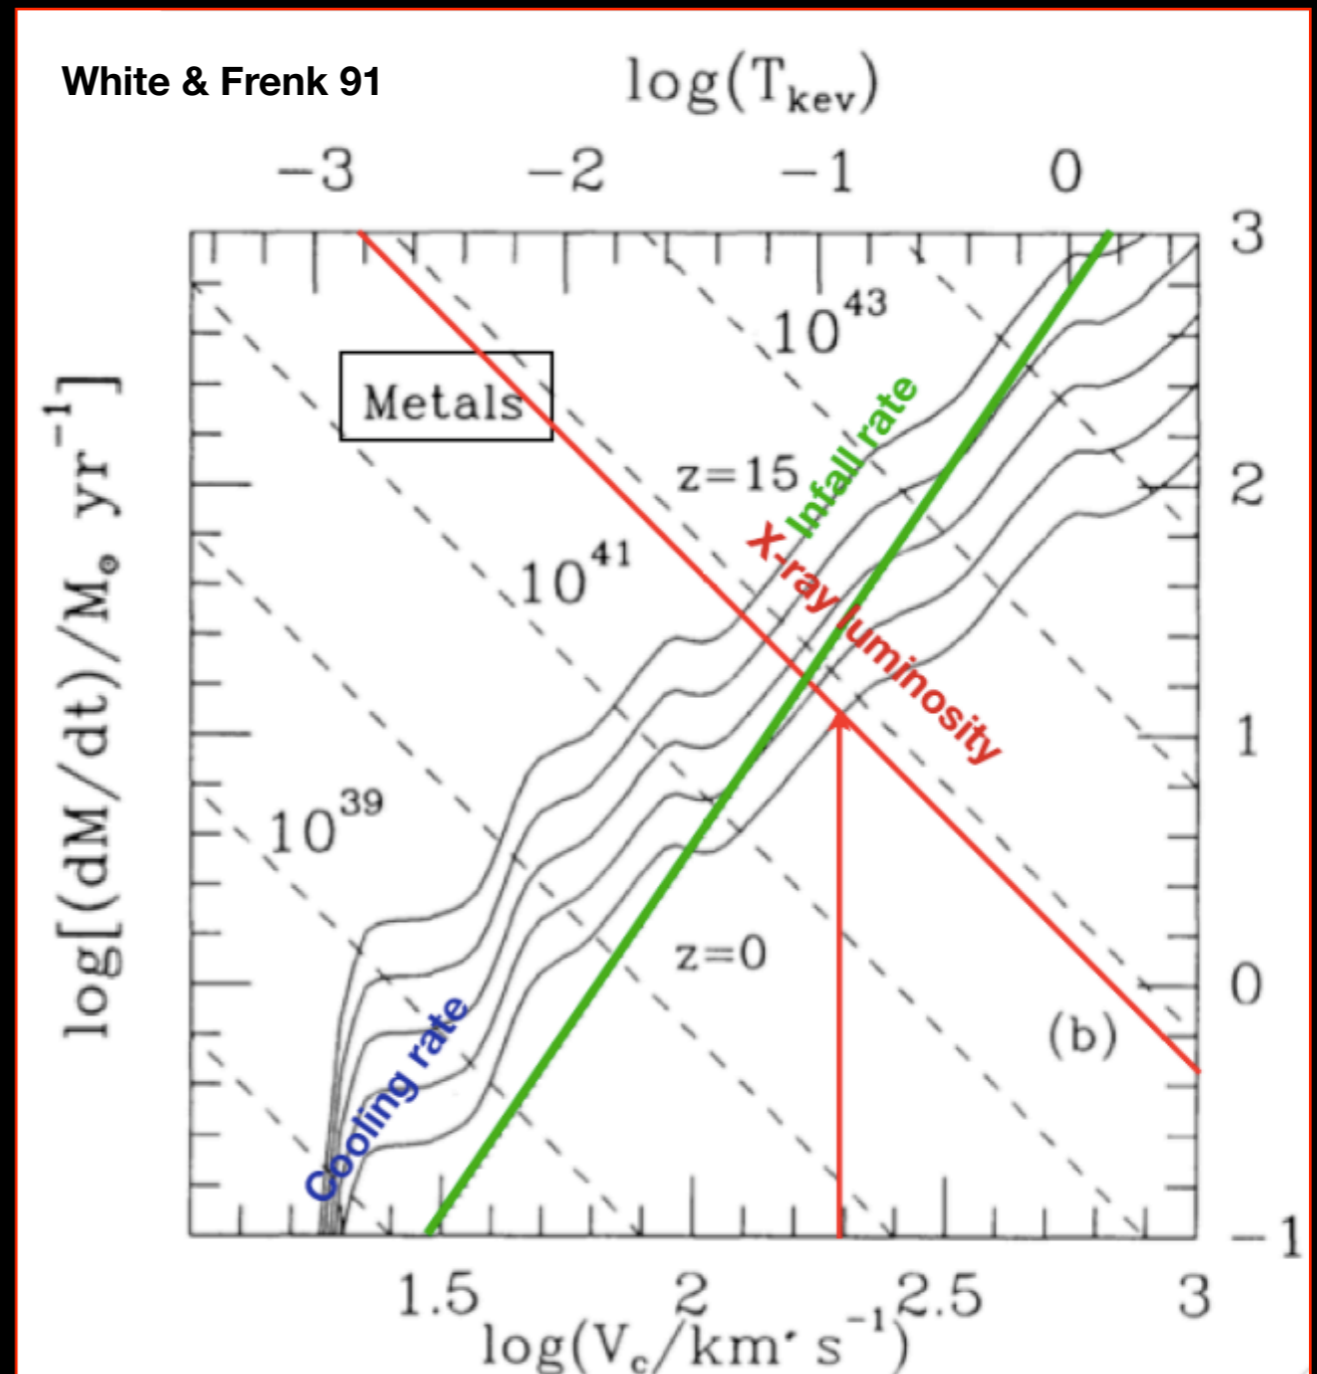 White & Frenk 91
log(T_kev)
−3 −2 −1 0
3
10^43
Metals
Infall rate
z=15
2
X-ray luminosity
10^41
log[(dM/dt)/M_⊙ yr^−1]
1
10^39
z=0
0
Cooling rate
(b)
−1
1.5 2 2.5 3
log(V_c/km s^−1)